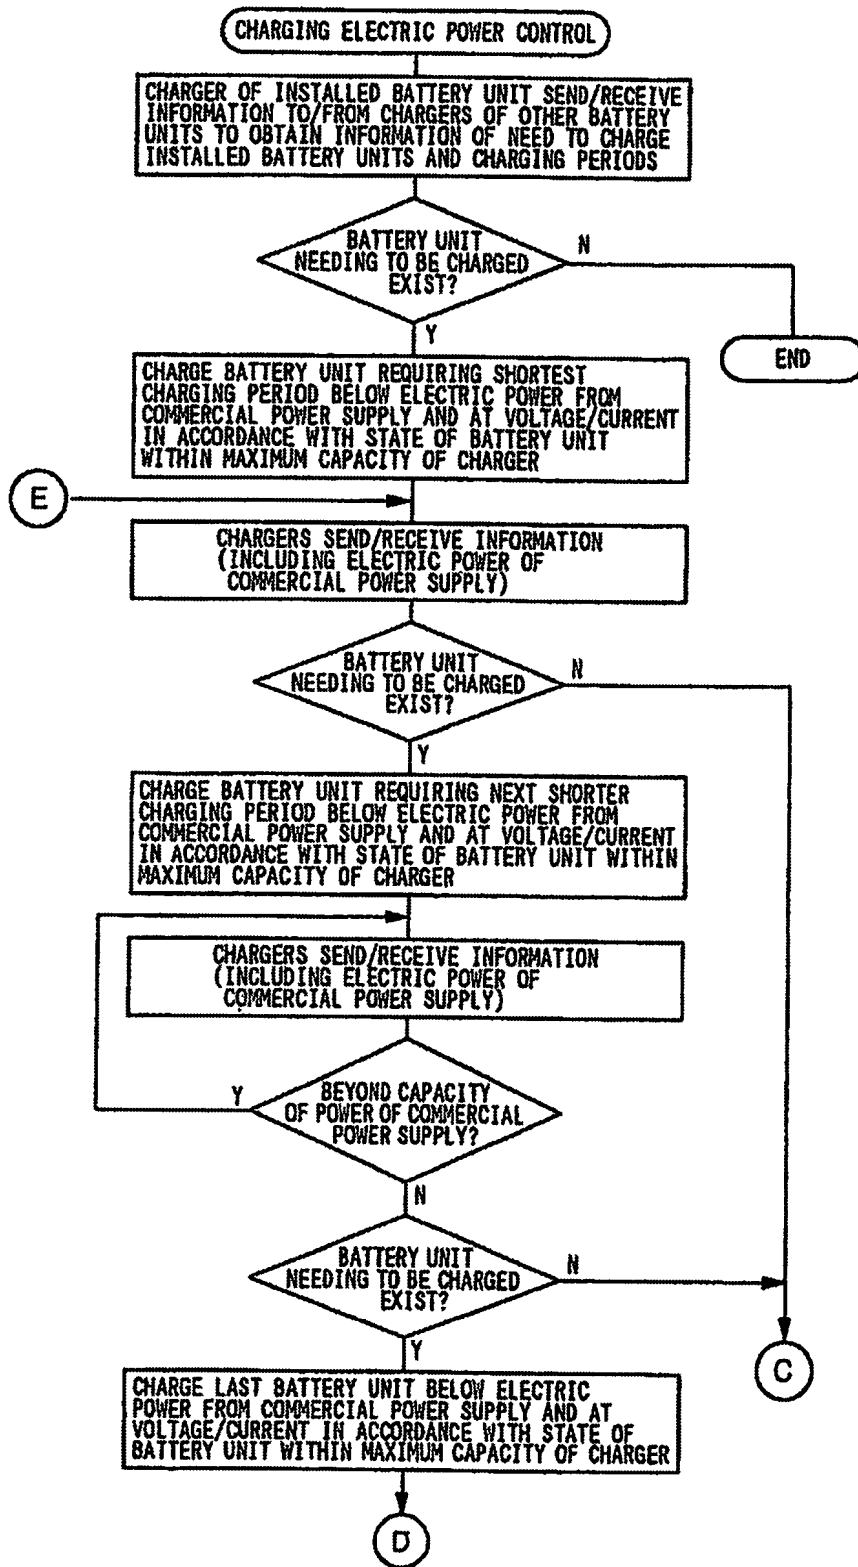 CHARGING ELECTRIC POWER CONTROL
CHARGER OF INSTALLED BATTERY UNIT SEND/RECEIVE
INFORMATION TO/FROM CHARGERS OF OTHER BATTERY
UNITS TO OBTAIN INFORMATION OF NEED TO CHARGE
INSTALLED BATTERY UNITS AND CHARGING PERIODS
BATTERY UNIT
NEEDING TO BE CHARGED
EXIST?
N
Y
END
CHARGE BATTERY UNIT REQUIRING SHORTEST
CHARGING PERIOD BELOW ELECTRIC POWER FROM
COMMERCIAL POWER SUPPLY AND AT VOLTAGE/CURRENT
IN ACCORDANCE WITH STATE OF BATTERY UNIT
WITHIN MAXIMUM CAPACITY OF CHARGER
E
CHARGERS SEND/RECEIVE INFORMATION
(INCLUDING ELECTRIC POWER OF
COMMERCIAL POWER SUPPLY)
BATTERY UNIT
NEEDING TO BE CHARGED
EXIST?
N
Y
CHARGE BATTERY UNIT REQUIRING NEXT SHORTER
CHARGING PERIOD BELOW ELECTRIC POWER FROM
COMMERCIAL POWER SUPPLY AND AT VOLTAGE/CURRENT
IN ACCORDANCE WITH STATE OF BATTERY UNIT WITHIN
MAXIMUM CAPACITY OF CHARGER
CHARGERS SEND/RECEIVE INFORMATION
(INCLUDING ELECTRIC POWER OF
COMMERCIAL POWER SUPPLY)
Y
BEYOND CAPACITY
OF POWER OF COMMERCIAL
POWER SUPPLY?
N
BATTERY UNIT
NEEDING TO BE CHARGED
EXIST?
N
Y
C
CHARGE LAST BATTERY UNIT BELOW ELECTRIC
POWER FROM COMMERCIAL POWER SUPPLY AND AT
VOLTAGE/CURRENT IN ACCORDANCE WITH STATE OF
BATTERY UNIT WITHIN MAXIMUM CAPACITY OF CHARGER
D